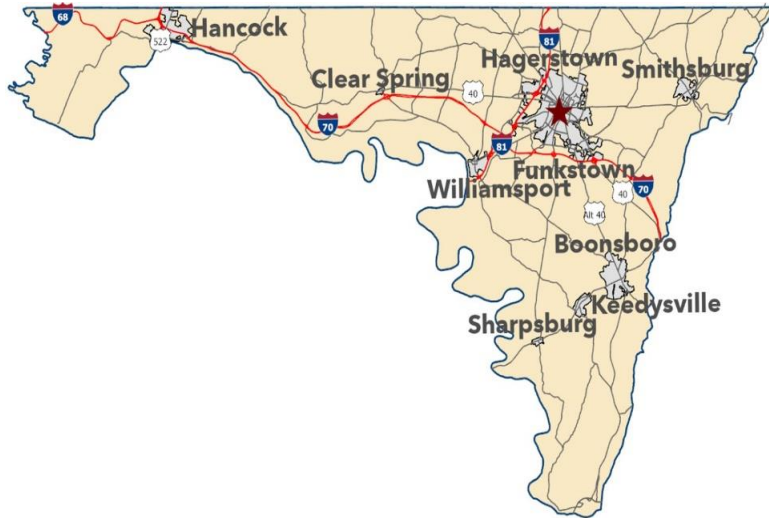 68
Hancock
522
81
Hagerstown
Smithsburg
Clear Spring
40
70
81
Funkstown
Williamsport
40
70
Alt 40
Boonsboro
Keedysville
Sharpsburg